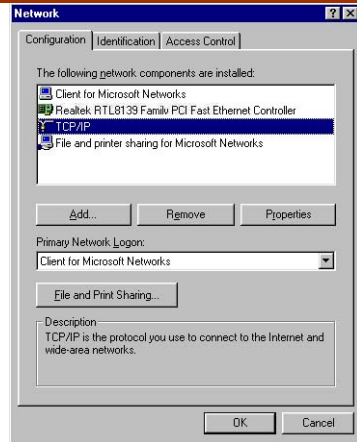 Network
Configuration Identification Access Control
The following network components are installed:
Client for Microsoft Networks
Realtek RTL8139 Family PCI Fast Ethernet Controller
TCP/IP
File and printer sharing for Microsoft Networks
Add... Remove Properties
Primary Network Logon:
Client for Microsoft Networks
File and Print Sharing...
Description
TCP/IP is the protocol you use to connect to the Internet and
wide-area networks.
OK Cancel